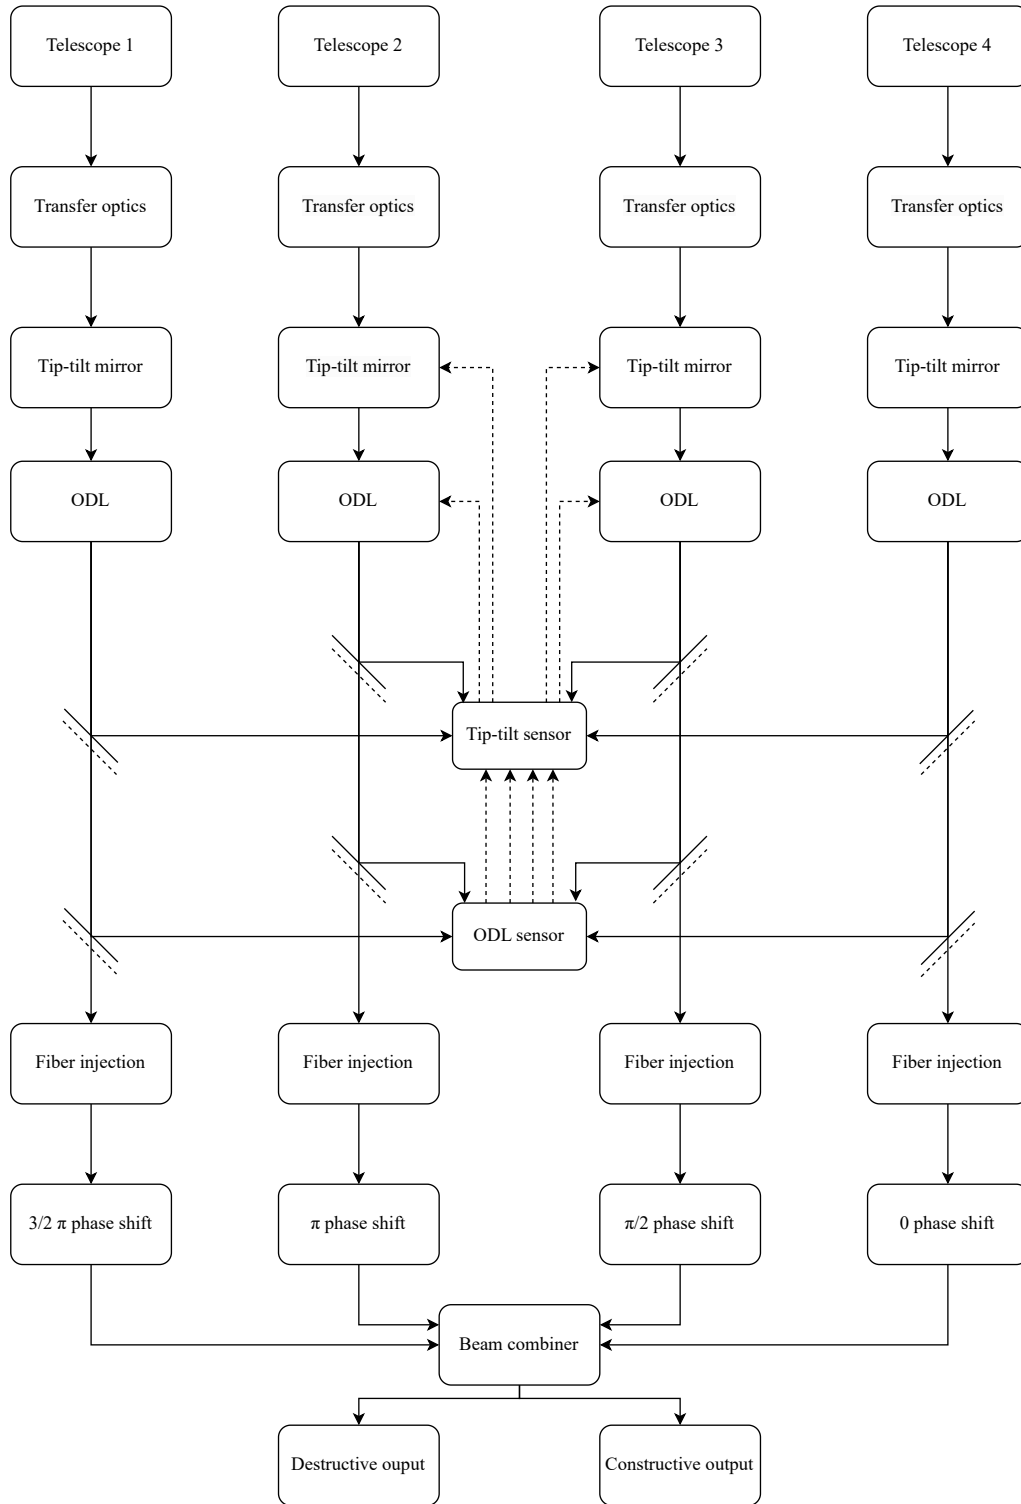 Telescope 1
Telescope 2
Telescope 3
Telescope 4
Transfer optics
Transfer optics
Transfer optics
Transfer optics
Tip-tilt mirror
Tip-tilt mirror
Tip-tilt mirror
Tip-tilt mirror
ODL
ODL
ODL
ODL
Tip-tilt sensor
ODL sensor
Fiber injection
Fiber injection
Fiber injection
Fiber injection
3/2 π phase shift
π phase shift
π/2 phase shift
0 phase shift
Beam combiner
Destructive ouput
Constructive output